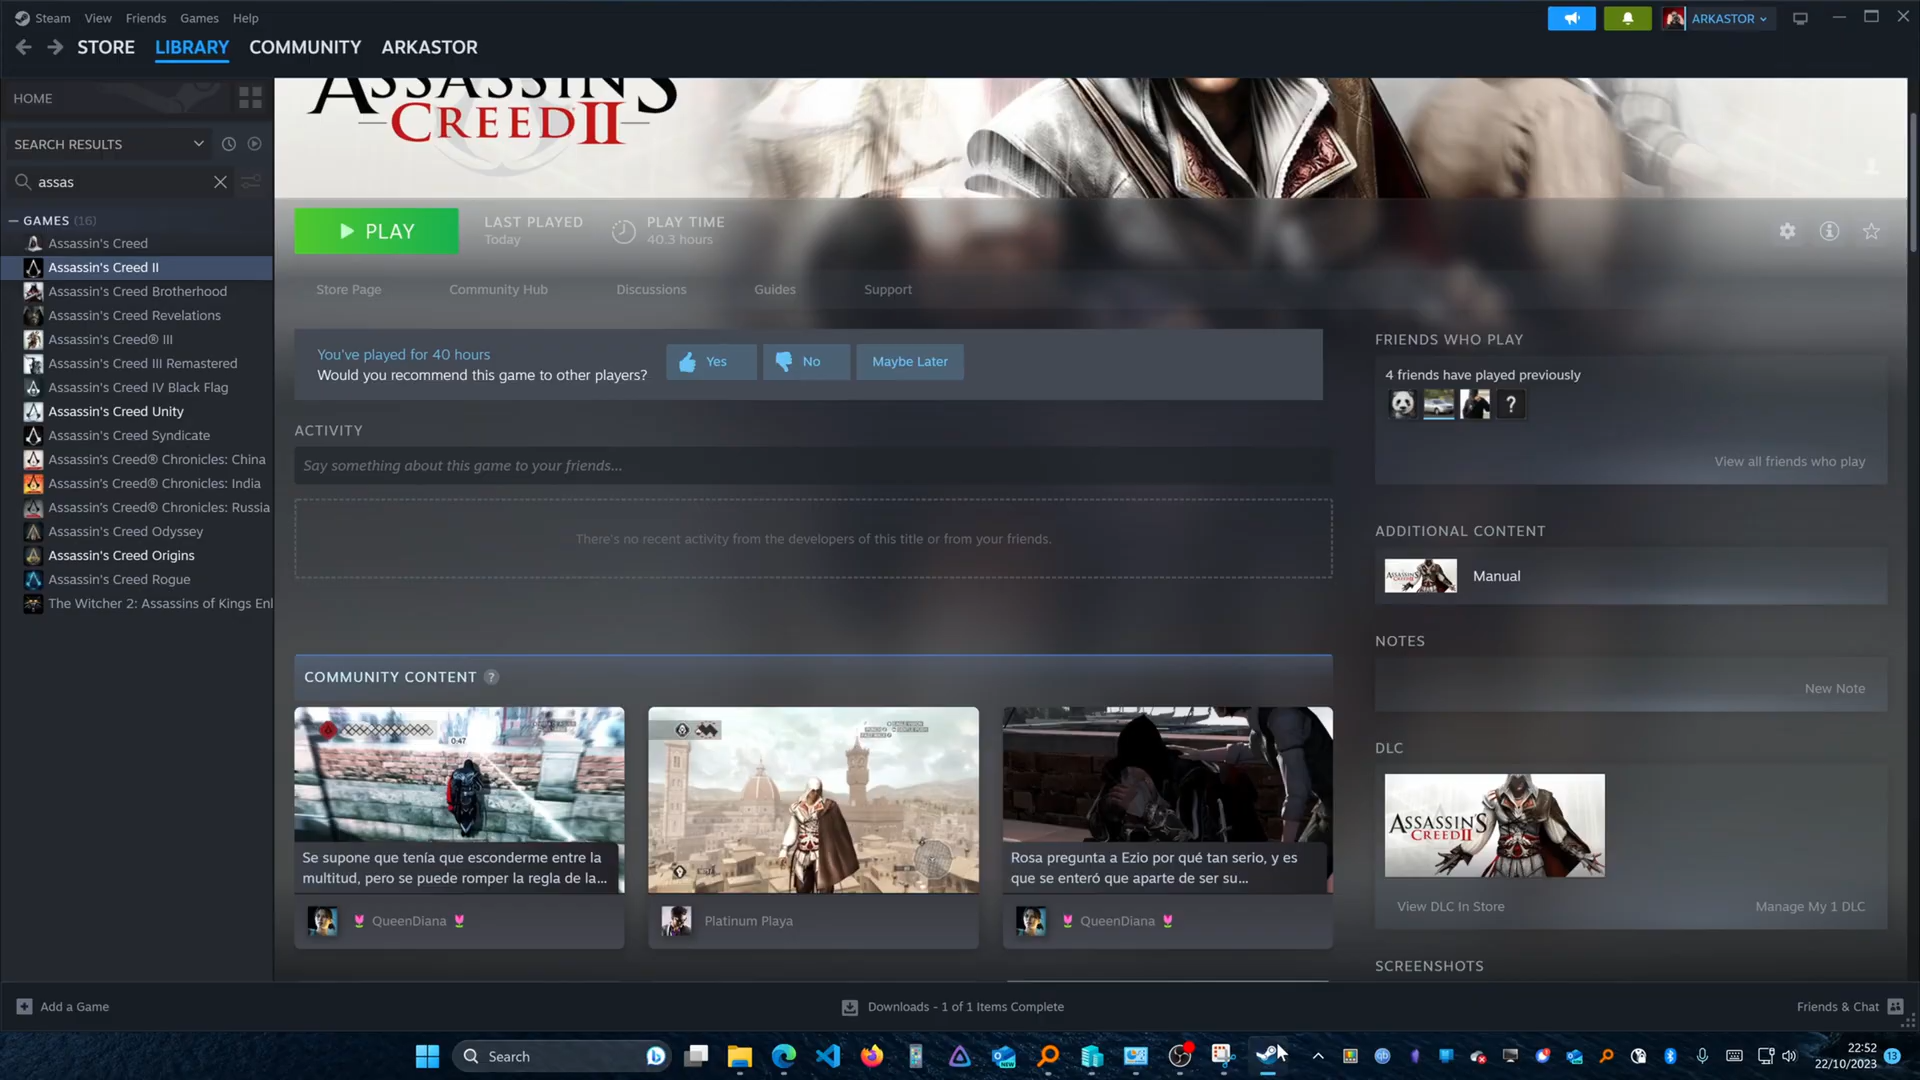 Steam View Friends Games Help
ARKASTOR
STORE LIBRARY COMMUNITY ARKASTOR
HOME
SEARCH RESULTS
assas
GAMES (16)
Assassin's Creed
Assassin's Creed II
Assassin's Creed Brotherhood
Assassin's Creed Revelations
Assassin's Creed® III
Assassin's Creed III Remastered
Assassin's Creed IV Black Flag
Assassin's Creed Unity
Assassin's Creed Syndicate
Assassin's Creed® Chronicles: China
Assassin's Creed® Chronicles: India
Assassin's Creed® Chronicles: Russia
Assassin's Creed Odyssey
Assassin's Creed Origins
Assassin's Creed Rogue
The Witcher 2: Assassins of Kings Enl
ASSASSIN'S
CREED II
PLAY
LAST PLAYED
Today
PLAY TIME
40.3 hours
Store Page Community Hub Discussions Guides Support
You've played for 40 hours
Would you recommend this game to other players?
Yes No Maybe Later
ACTIVITY
Say something about this game to your friends...
There's no recent activity from the developers of this title or from your friends.
COMMUNITY CONTENT ?
0:47
Se supone que tenía que esconderme entre la
multitud, pero se puede romper la regla de la...
QueenDiana
Platinum Playa
Rosa pregunta a Ezio por qué tan serio, y es
que se enteró que aparte de ser su...
QueenDiana
FRIENDS WHO PLAY
4 friends have played previously
?
View all friends who play
ADDITIONAL CONTENT
ASSASSIN'S
Manual
NOTES
New Note
DLC
ASSASSIN'S
CREED II
View DLC In Store Manage My 1 DLC
SCREENSHOTS
Add a Game
Downloads - 1 of 1 Items Complete
Friends & Chat
Search
22:52
22/10/2023
13